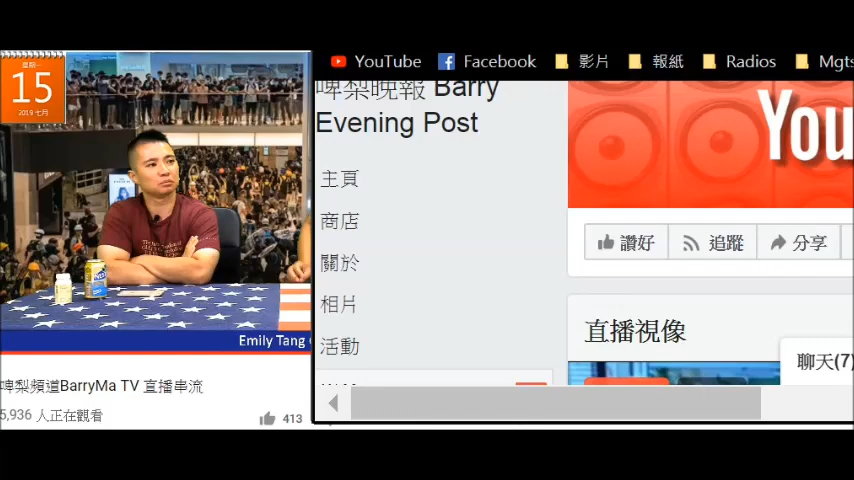 星期一
15
2019 七月
Emily Tang
啤梨頻道BarryMa TV 直播串流
5,936 人正在觀看
413
YouTube
Facebook
影片
報紙
Radios
Mgts
啤梨晚報 Barry
Evening Post
主頁
商店
關於
相片
活動
You
讚好
追蹤
分享
直播視像
聊天(7)